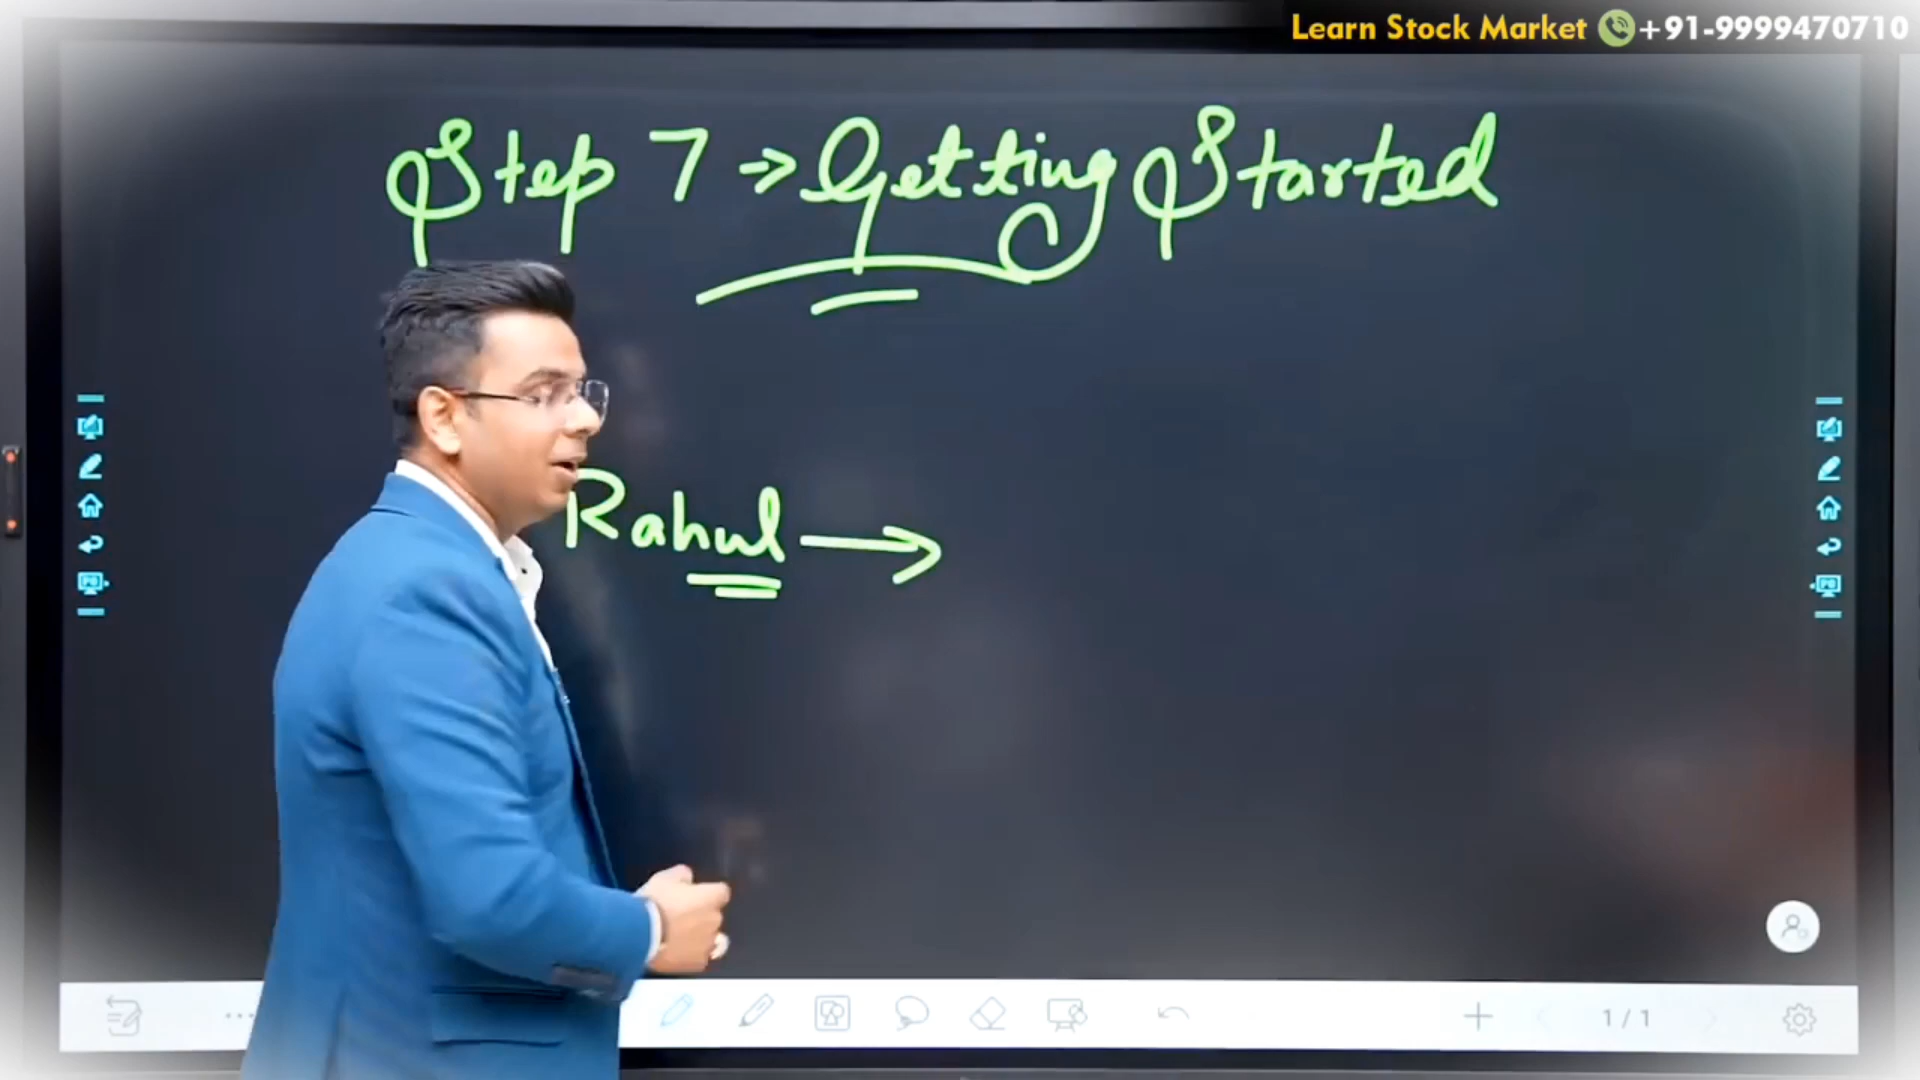 Learn Stock Market +91-9999470710
Step 7 → Getting Started
Rahul →
1/1